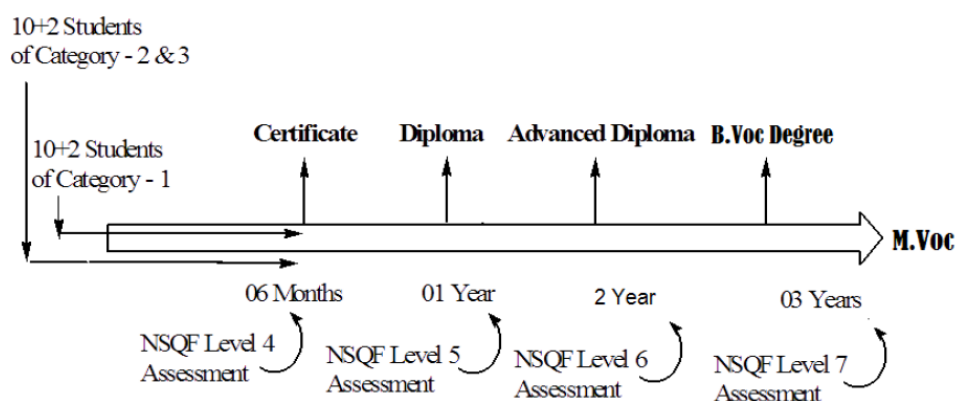 10+2 Students
of Category - 2 & 3
10+2 Students
of Category - 1
Certificate
Diploma
Advanced Diploma
B.Voc Degree
M.Voc
06 Months
01 Year
2 Year
03 Years
NSQF Level 4
Assessment
NSQF Level 5
Assessment
NSQF Level 6
Assessment
NSQF Level 7
Assessment